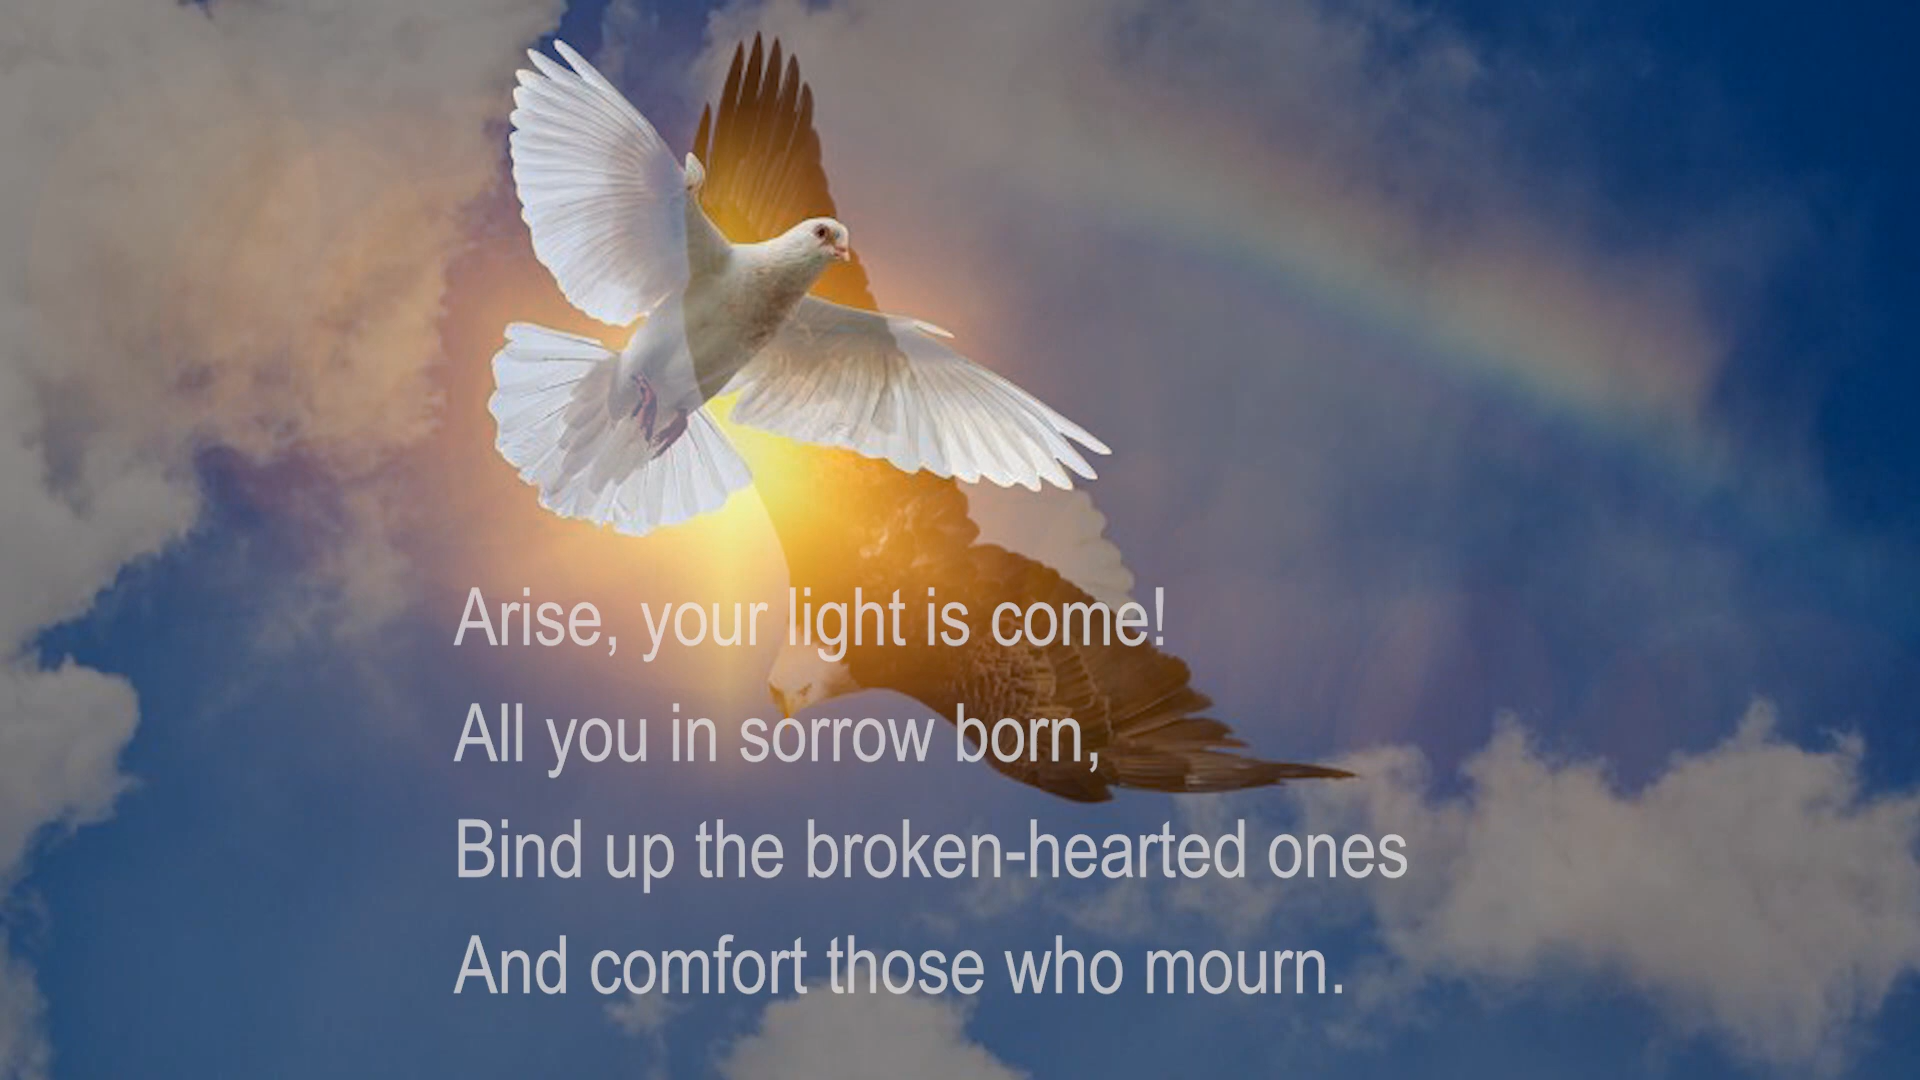 Arise, your light is come!
All you in sorrow born,
Bind up the broken-hearted ones
And comfort those who mourn.